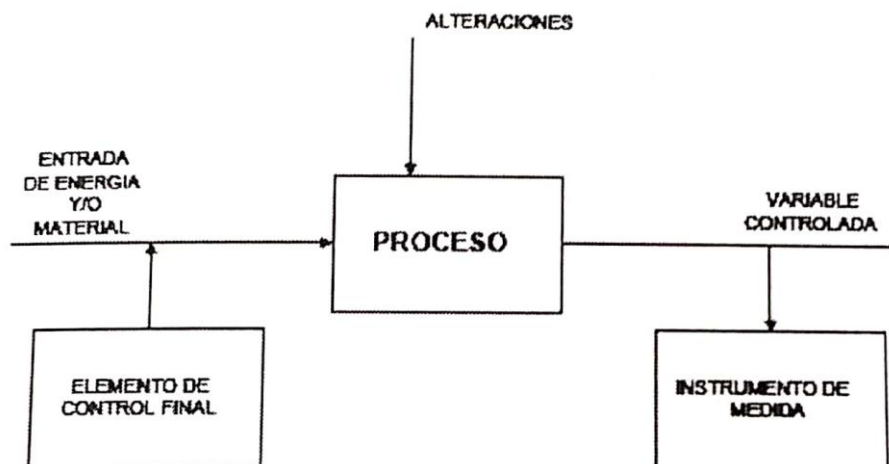 ALTERACIONES
ENTRADA
DE ENERGIA
Y/O
MATERIAL
PROCESO
VARIABLE
CONTROLADA
ELEMENTO DE
CONTROL FINAL
INSTRUMENTO DE
MEDIDA